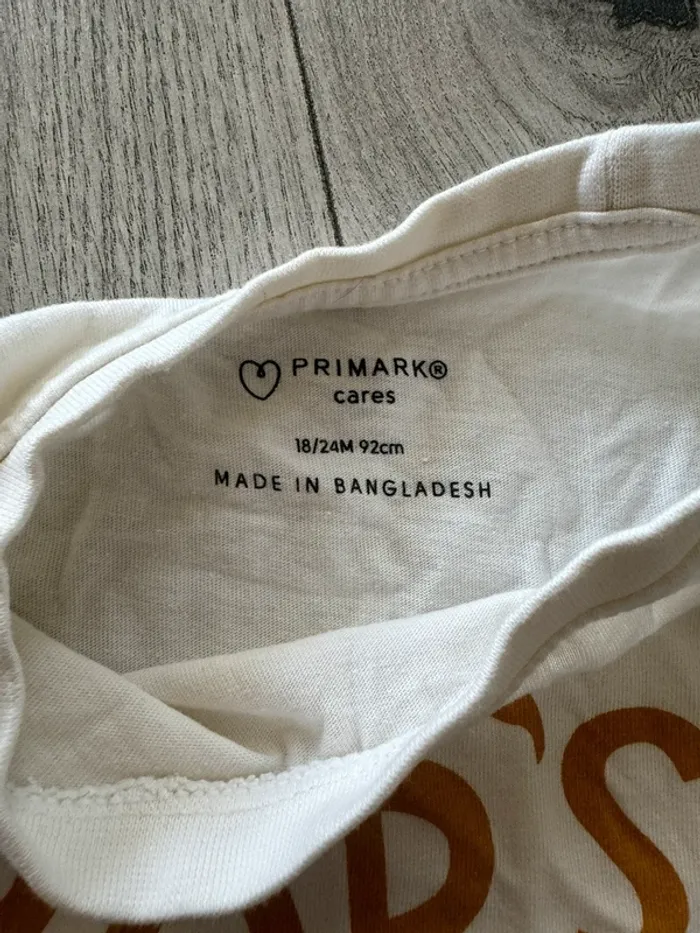 PRIMARK®
cares
18/24M 92cm
MADE IN BANGLADESH